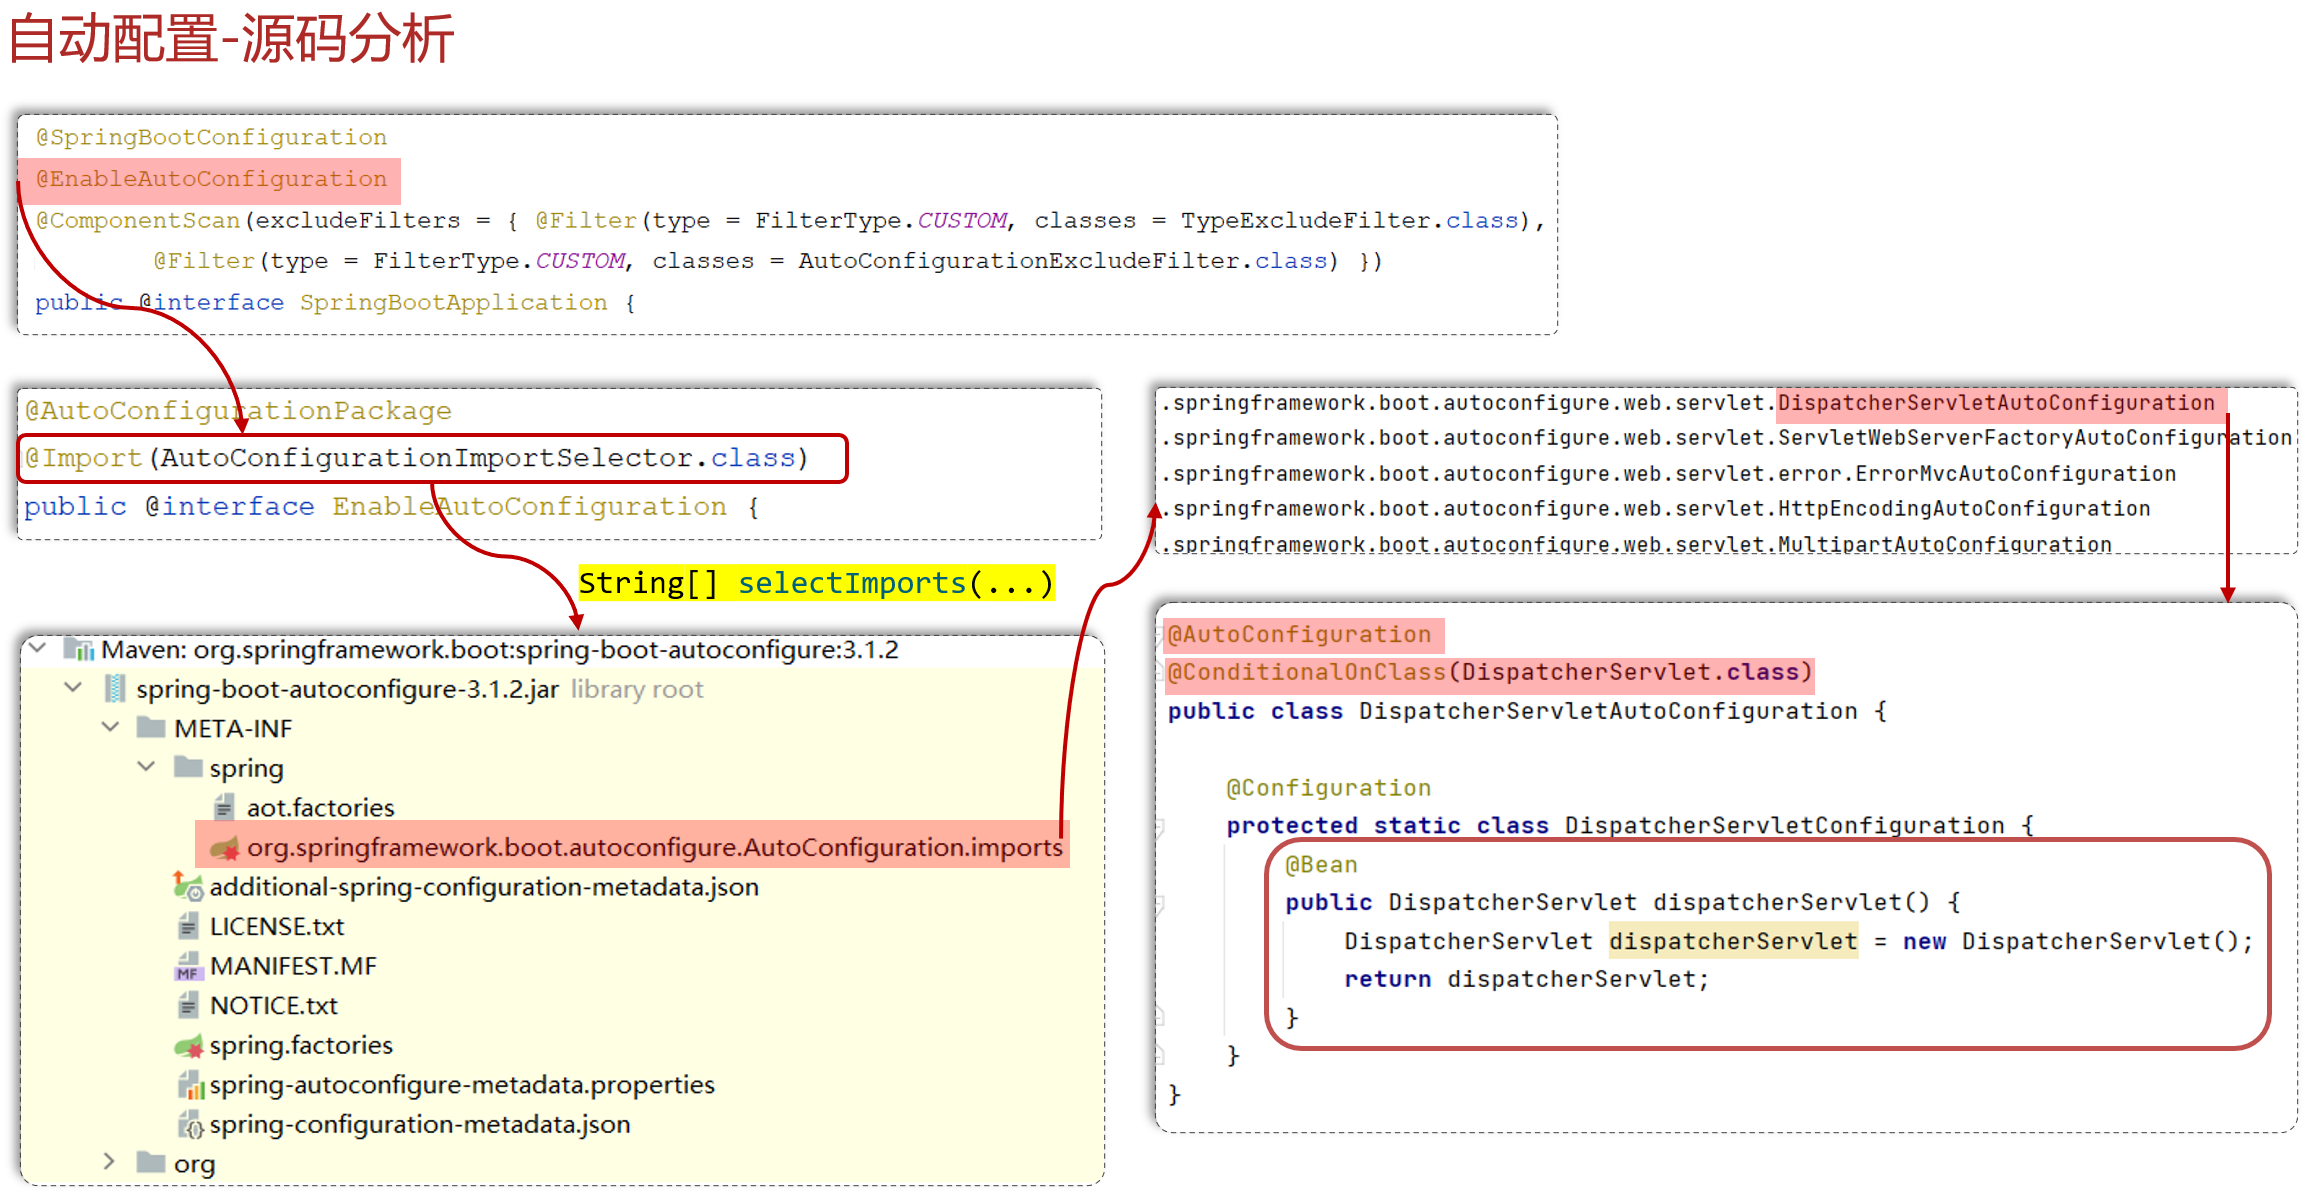 自动配置-源码分析
@SpringBootConfiguration
@EnableAutoConfiguration
@ComponentScan(excludeFilters = { @Filter(type = FilterType.CUSTOM, classes = TypeExcludeFilter.class),
@Filter(type = FilterType.CUSTOM, classes = AutoConfigurationExcludeFilter.class) })
public @interface SpringBootApplication {
@AutoConfigurationPackage
@Import(AutoConfigurationImportSelector.class)
public @interface EnableAutoConfiguration {
String[] selectImports(...)
Maven: org.springframework.boot:spring-boot-autoconfigure:3.1.2
spring-boot-autoconfigure-3.1.2.jar library root
META-INF
spring
aot.factories
org.springframework.boot.autoconfigure.AutoConfiguration.imports
additional-spring-configuration-metadata.json
LICENSE.txt
MF MANIFEST.MF
NOTICE.txt
spring.factories
spring-autoconfigure-metadata.properties
spring-configuration-metadata.json
org
.springframework.boot.autoconfigure.web.servlet.DispatcherServletAutoConfiguration
.springframework.boot.autoconfigure.web.servlet.ServletWebServerFactoryAutoConfiguration
.springframework.boot.autoconfigure.web.servlet.error.ErrorMvcAutoConfiguration
.springframework.boot.autoconfigure.web.servlet.HttpEncodingAutoConfiguration
.springframework.boot.autoconfigure.web.servlet.MultipartAutoConfiguration
@AutoConfiguration
@ConditionalOnClass(DispatcherServlet.class)
public class DispatcherServletAutoConfiguration {
@Configuration
protected static class DispatcherServletConfiguration {
@Bean
public DispatcherServlet dispatcherServlet() {
DispatcherServlet dispatcherServlet = new DispatcherServlet();
return dispatcherServlet;
}
}
}